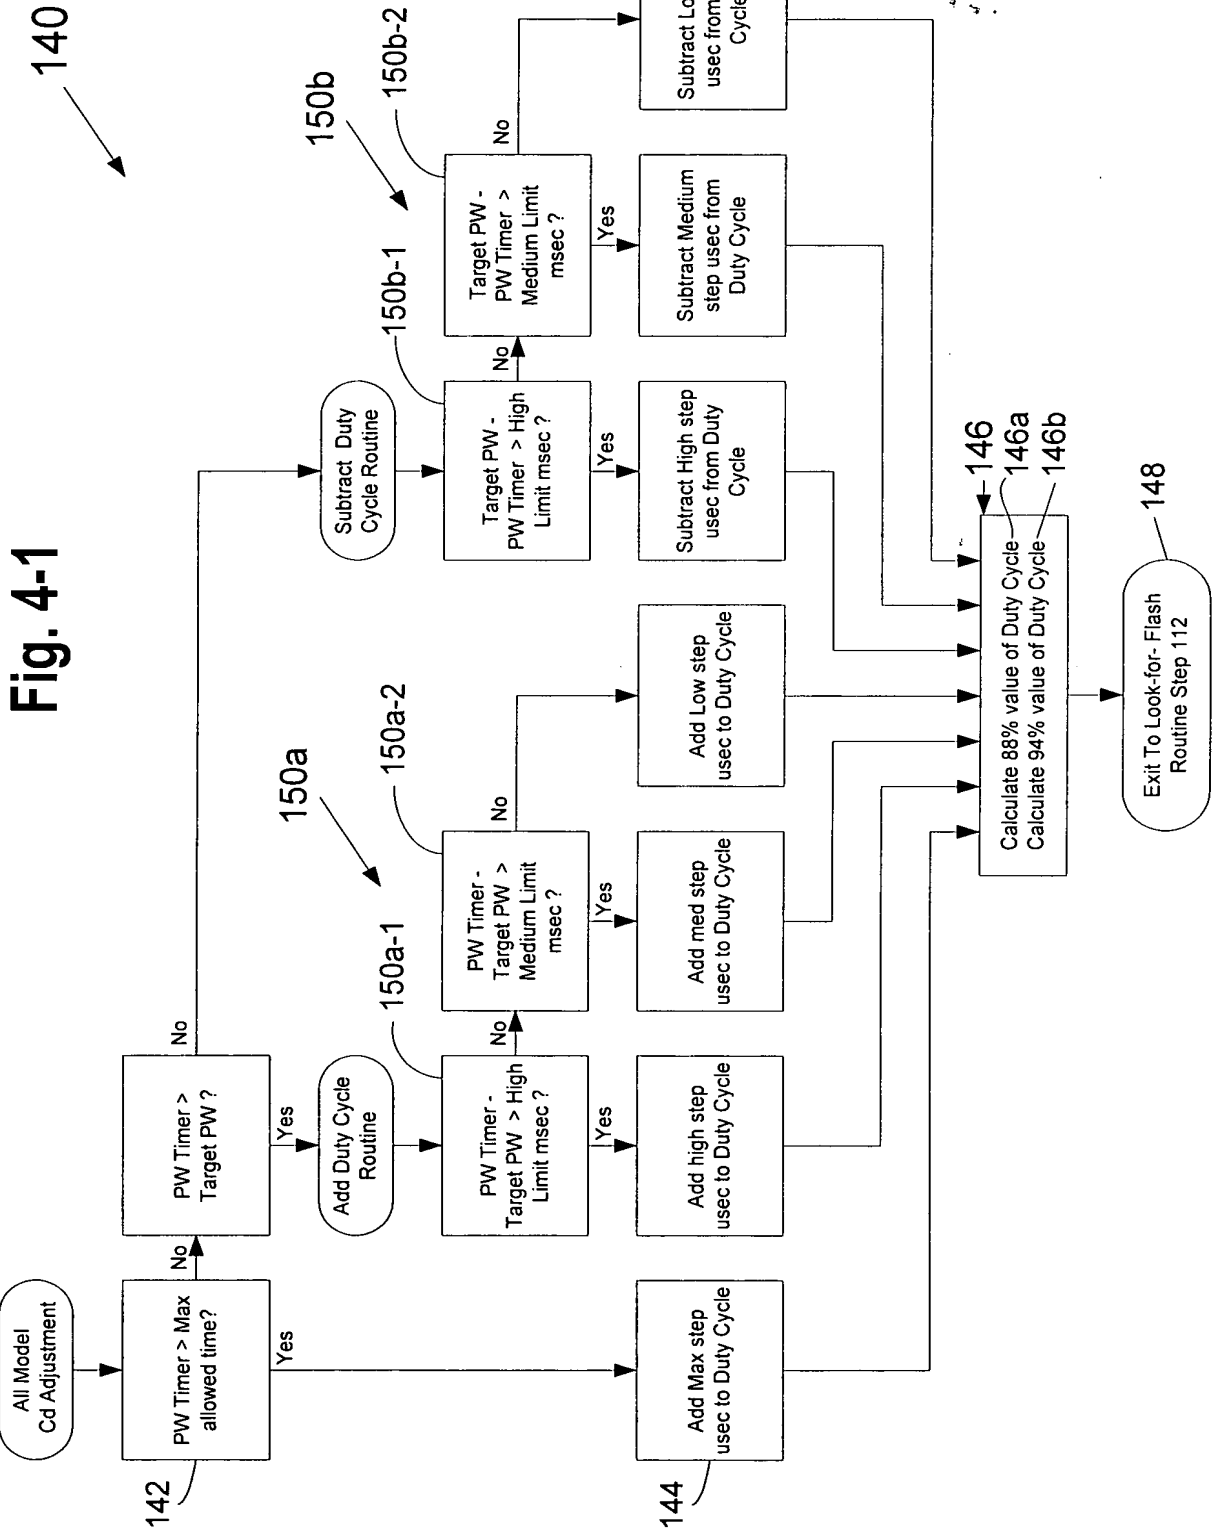 Fig. 4-1
140
All Model
Cd Adjustment
142
PW Timer > Max
allowed time?
No
Yes
PW Timer >
Target PW ?
No
Yes
Add Duty Cycle
Routine
Subtract Duty
Cycle Routine
150a
150a-1
150a-2
150b
150b-1
150b-2
PW Timer -
Target PW > High
Limit msec ?
No
Yes
PW Timer -
Target PW >
Medium Limit
msec ?
No
Yes
Target PW -
PW Timer > High
Limit msec ?
No
Yes
Target PW -
PW Timer >
Medium Limit
msec ?
No
Yes
144
Add Max step
usec to Duty Cycle
Add high step
usec to Duty Cycle
Add med step
usec to Duty Cycle
Add Low step
usec to Duty Cycle
Subtract High step
usec from Duty
Cycle
Subtract Medium
step usec from
Duty Cycle
Subtract Lo
usec from
Cycle
Calculate 88% value of Duty Cycle
Calculate 94% value of Duty Cycle
146
146a
146b
Exit To Look-for- Flash
Routine Step 112
148